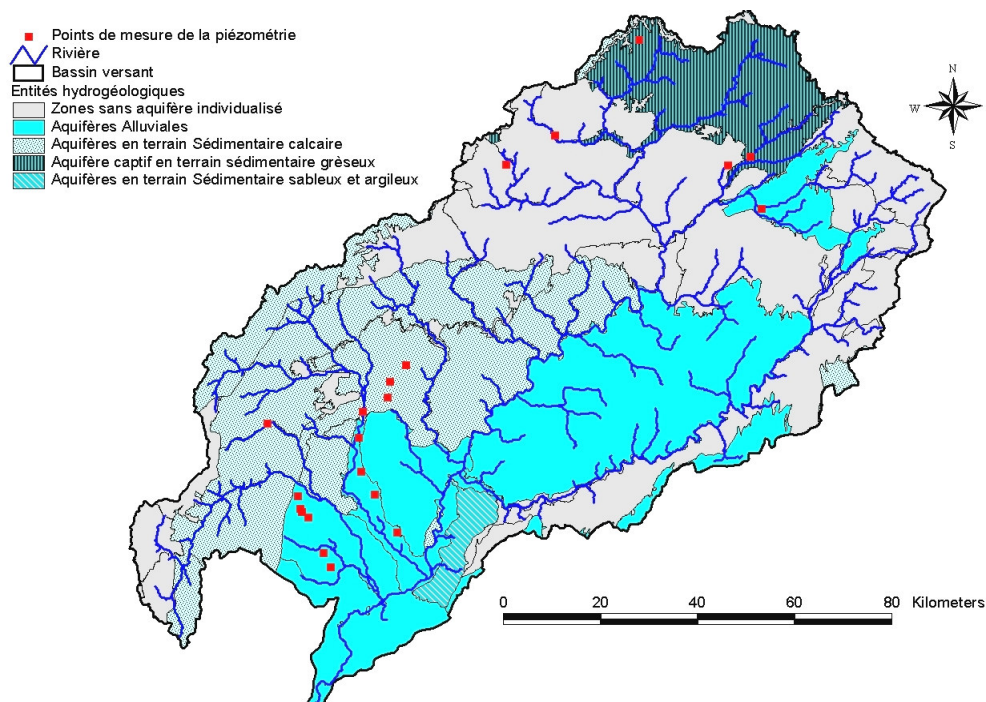 Points de mesure de la piézométrie
Rivière
Bassin versant
Entités hydrogéologiques
Zones sans aquifère individualisé
Aquifères Alluviales
Aquifères en terrain Sédimentaire calcaire
Aquifère captif en terrain sédimentaire grèseux
Aquifères en terrain Sédimentaire sableux et argileux
N
W E
S
0 20 40 60 80 Kilometers